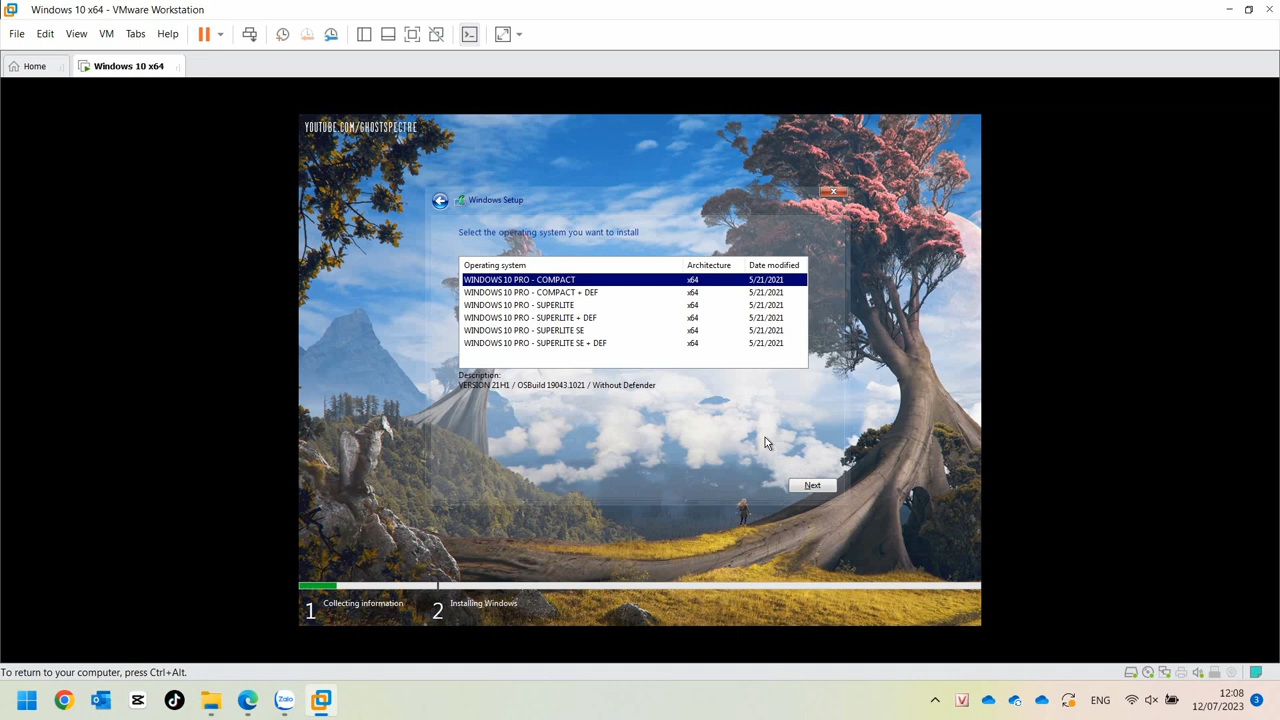 Windows 10 x64 - VMware Workstation
File Edit View VM Tabs Help
Home Windows 10 x64
YOUTUBE.COM/GHOSTSPECTRE
Windows Setup
Select the operating system you want to install
Operating system Architecture Date modified
WINDOWS 10 PRO - COMPACT x64 5/21/2021
WINDOWS 10 PRO - COMPACT + DEF x64 5/21/2021
WINDOWS 10 PRO - SUPERLITE x64 5/21/2021
WINDOWS 10 PRO - SUPERLITE + DEF x64 5/21/2021
WINDOWS 10 PRO - SUPERLITE SE x64 5/21/2021
WINDOWS 10 PRO - SUPERLITE SE + DEF x64 5/21/2021
Description:
VERSION 21H1 / OSBuild 19043.1021 / Without Defender
Next
1 Collecting information 2 Installing Windows
To return to your computer, press Ctrl+Alt.
Zalo
V ENG 12:08 3
12/07/2023